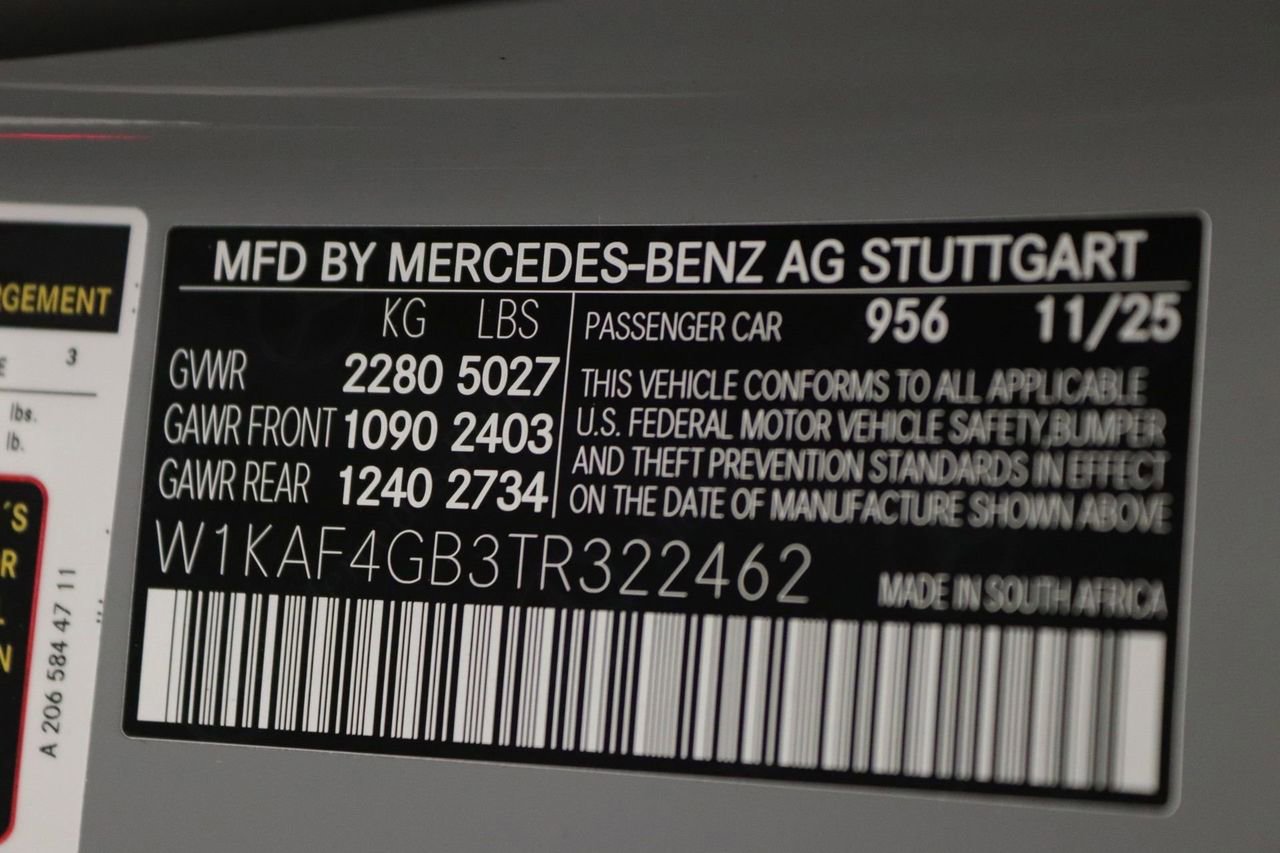 MFD BY MERCEDES-BENZ AG STUTTGART
KG LBS
GVWR 2280 5027
GAWR FRONT 1090 2403
GAWR REAR 1240 2734
PASSENGER CAR 956 11/25
THIS VEHICLE CONFORMS TO ALL APPLICABLE
U.S. FEDERAL MOTOR VEHICLE SAFETY,BUMPER
AND THEFT PREVENTION STANDARDS IN EFFECT
ON THE DATE OF MANUFACTURE SHOWN ABOVE
W1KAF4GB3TR322462
MADE IN SOUTH AFRICA
GEMENT
E 3
lbs.
lb.
´S
R
N
A 206 584 47 11